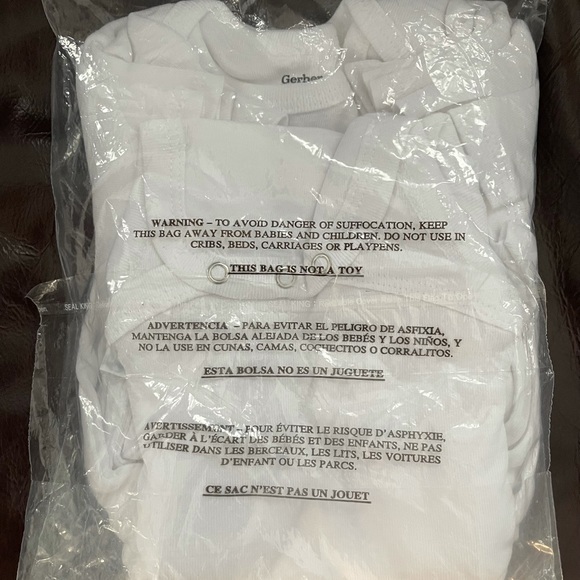 Gerber
WARNING – TO AVOID DANGER OF SUFFOCATION, KEEP
THIS BAG AWAY FROM BABIES AND CHILDREN. DO NOT USE IN
CRIBS, BEDS, CARRIAGES OR PLAYPENS.
THIS BAG IS NOT A TOY
SEAL
ADVERTENCIA – PARA EVITAR EL PELIGRO DE ASFIXIA,
MANTENGA LA BOLSA ALEJADA DE LOS BEBÉS Y LOS NIÑOS, Y
NO LA USE EN CUNAS, CAMAS, COCHECITOS O CORRALITOS.
ESTA BOLSA NO ES UN JUGUETE
AVERTISSEMENT – POUR ÉVITER LE RISQUE D'ASPHYXIE,
GARDER À L'ÉCART DES BÉBÉS ET DES ENFANTS, NE PAS
UTILISER DANS LES BERCEAUX, LES LITS, LES VOITURES
D'ENFANT OU LES PARCS.
CE SAC N'EST PAS UN JOUET